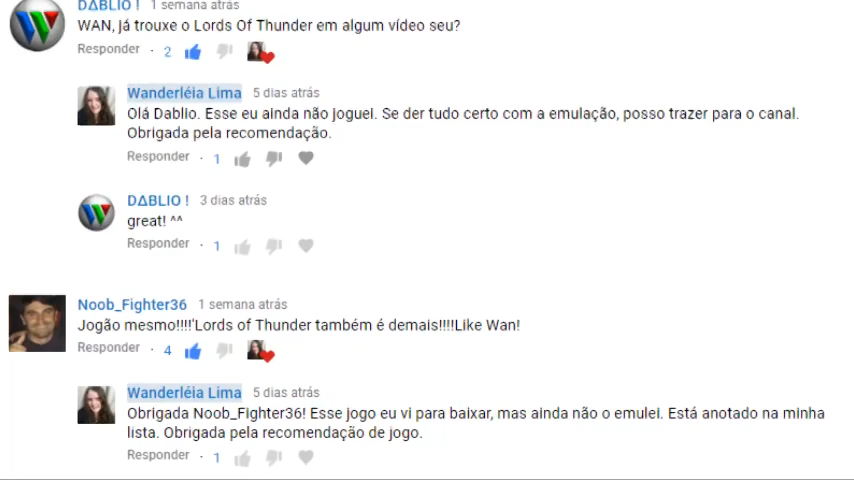 DΔBLIO ! 1 semana atrás
WAN, já trouxe o Lords Of Thunder em algum vídeo seu?
Responder · 2
Wanderléia Lima 5 dias atrás
Olá Dablio. Esse eu ainda não joguei. Se der tudo certo com a emulação, posso trazer para o canal.
Obrigada pela recomendação.
Responder · 1
DΔBLIO ! 3 dias atrás
great! ^^
Responder · 1
Noob_Fighter36 1 semana atrás
Jogão mesmo!!!!'Lords of Thunder também é demais!!!!Like Wan!
Responder · 4
Wanderléia Lima 5 dias atrás
Obrigada Noob_Fighter36! Esse jogo eu vi para baixar, mas ainda não o emulei. Está anotado na minha
lista. Obrigada pela recomendação de jogo.
Responder · 1